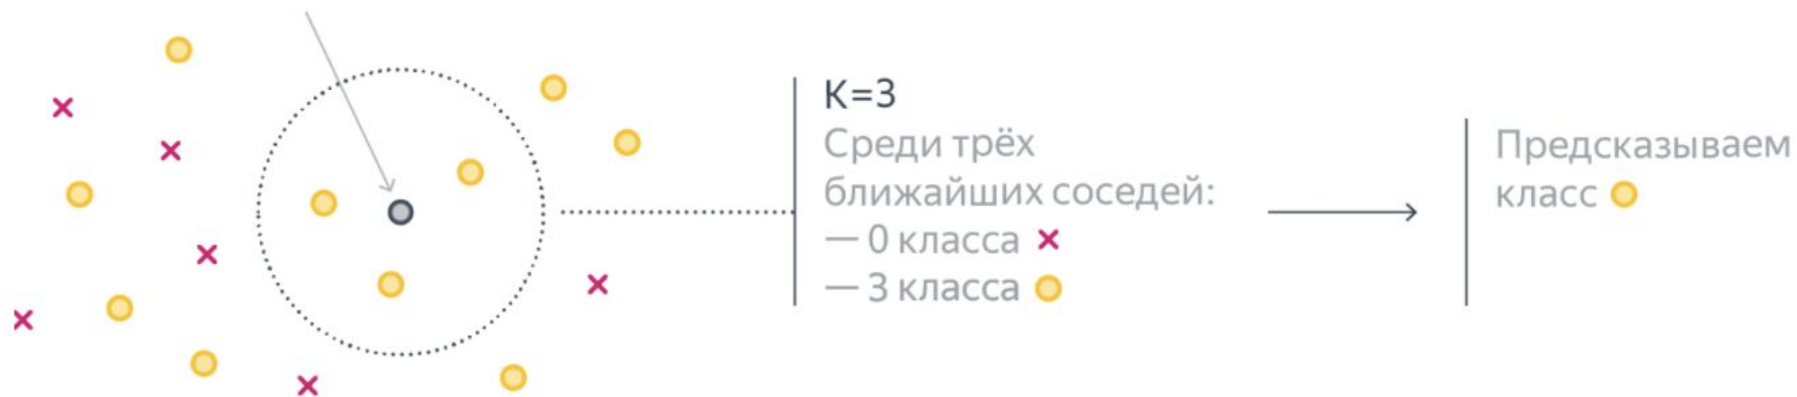 K=3
Среди трёх
ближайших соседей:
— 0 класса
— 3 класса
Предсказываем
класс